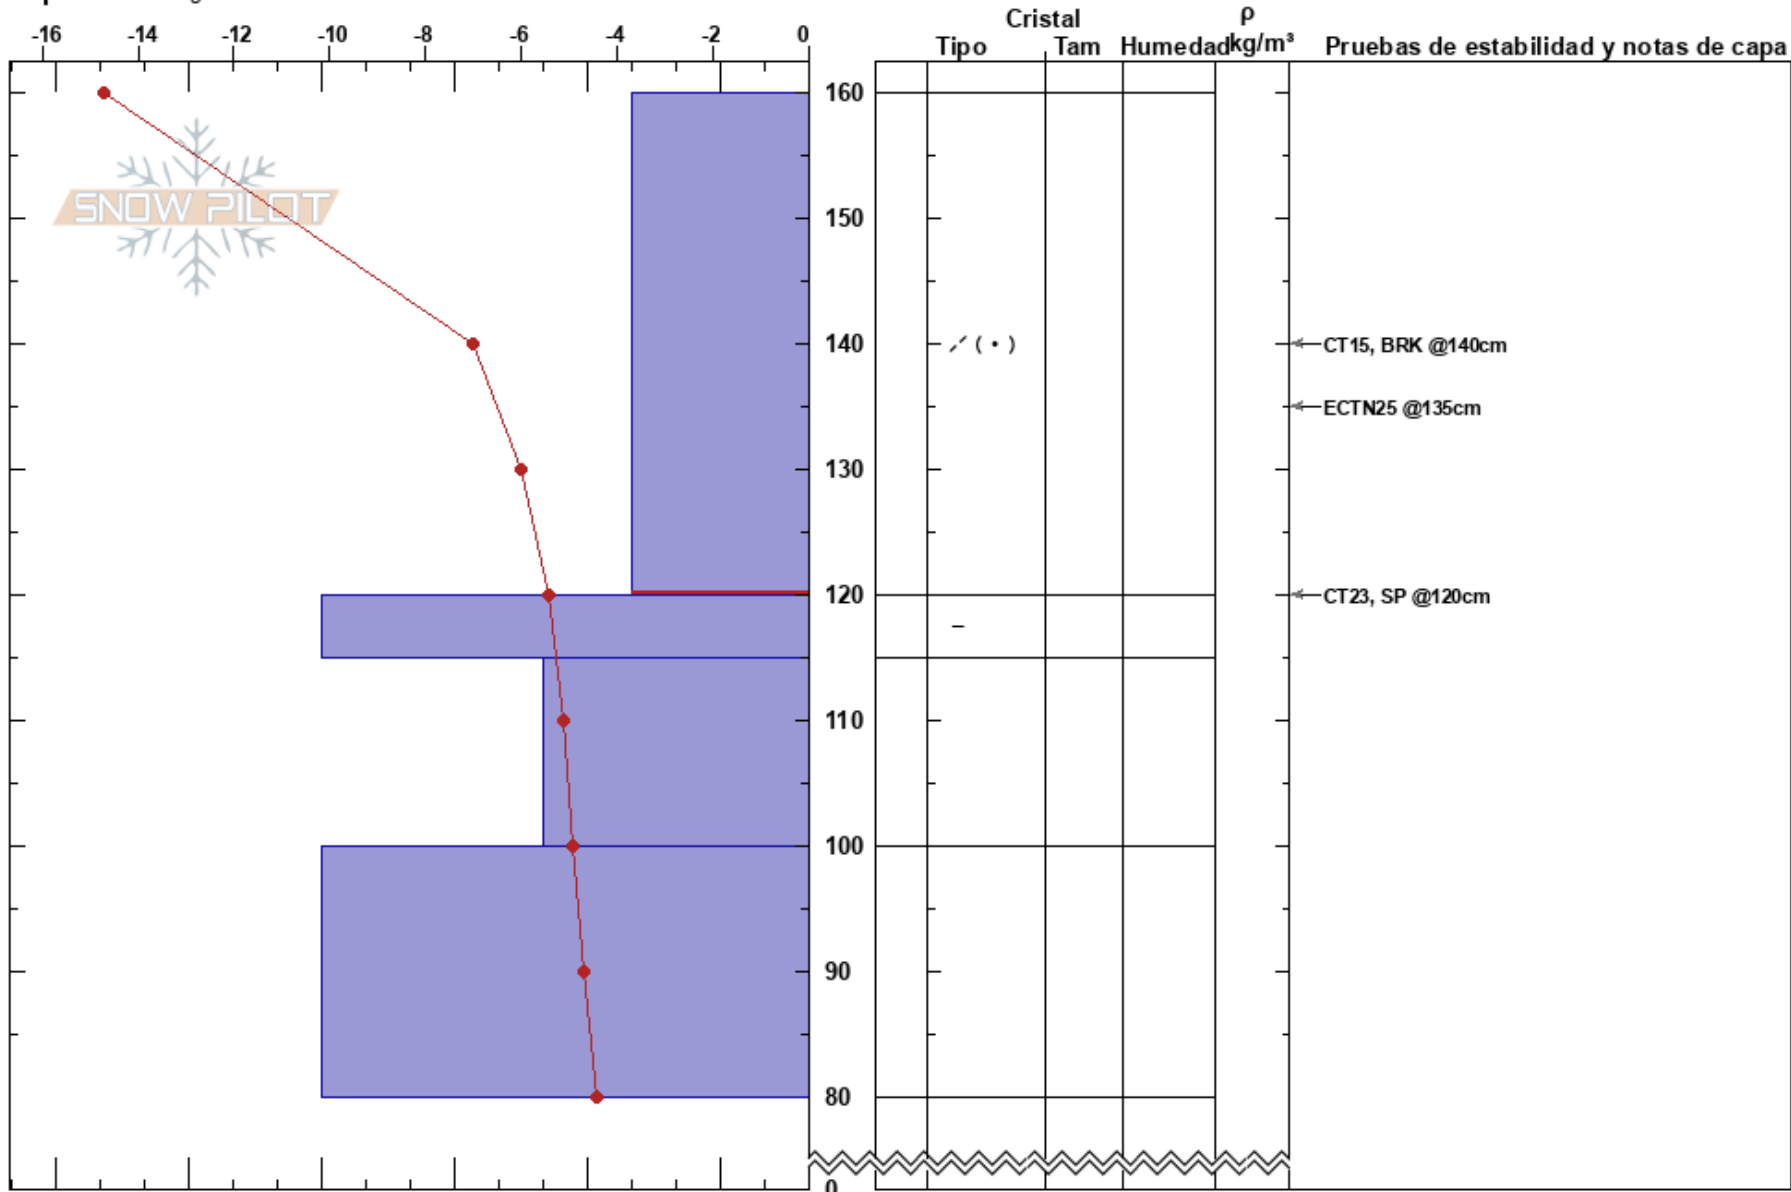 Cristal ρ
-16 -14 -12 -10 -8 -6 -4 -2 0 Tipo Tam Humedad kg/m³ Pruebas de estabilidad y notas de capa
160
SNOW PILOT
150
140 CT15, BRK @140cm
ECTN25 @135cm
130
120 CT23, SP @120cm
110
100
90
80
0